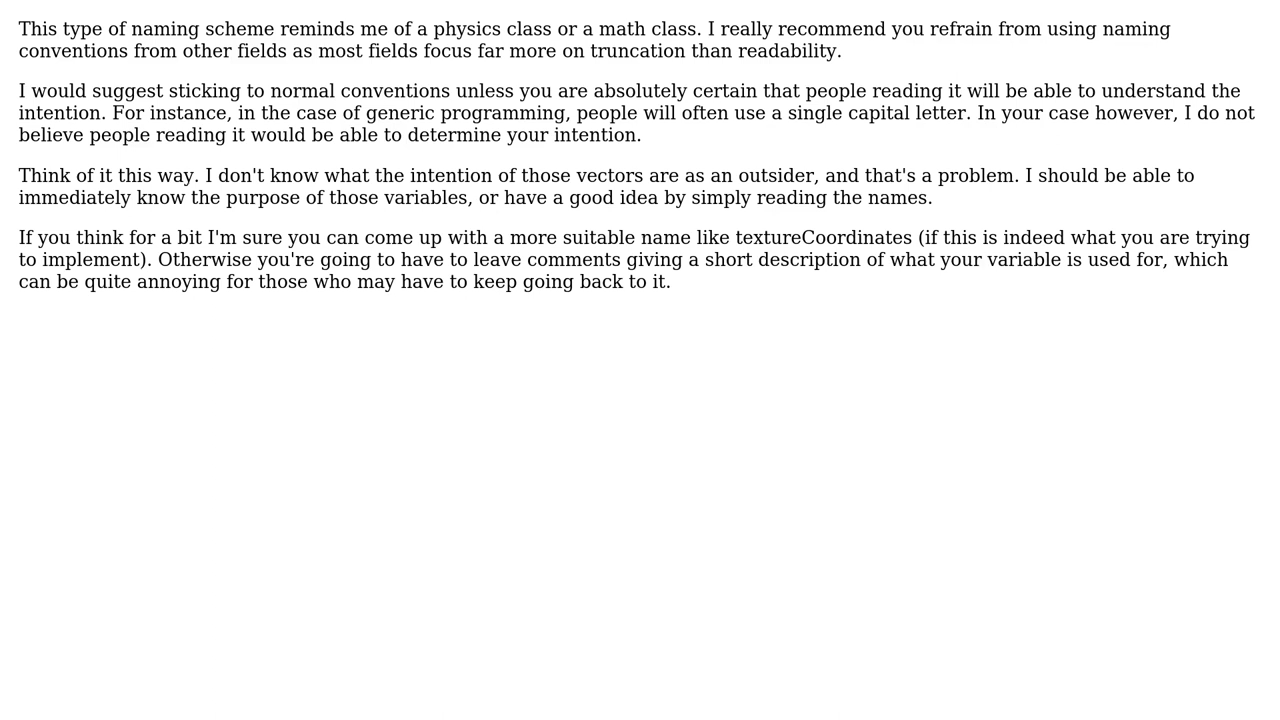 This type of naming scheme reminds me of a physics class or a math class. I really recommend you refrain from using naming
conventions from other fields as most fields focus far more on truncation than readability.
I would suggest sticking to normal conventions unless you are absolutely certain that people reading it will be able to understand the
intention. For instance, in the case of generic programming, people will often use a single capital letter. In your case however, I do not
believe people reading it would be able to determine your intention.
Think of it this way. I don't know what the intention of those vectors are as an outsider, and that's a problem. I should be able to
immediately know the purpose of those variables, or have a good idea by simply reading the names.
If you think for a bit I'm sure you can come up with a more suitable name like textureCoordinates (if this is indeed what you are trying
to implement). Otherwise you're going to have to leave comments giving a short description of what your variable is used for, which
can be quite annoying for those who may have to keep going back to it.